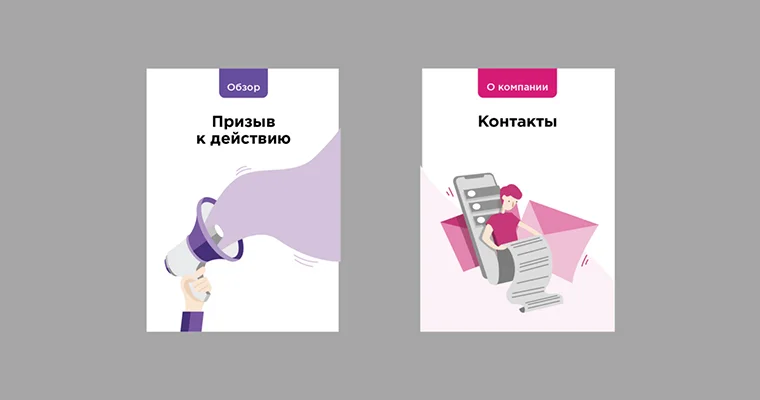 Обзор
Призыв
к действию
О компании
Контакты